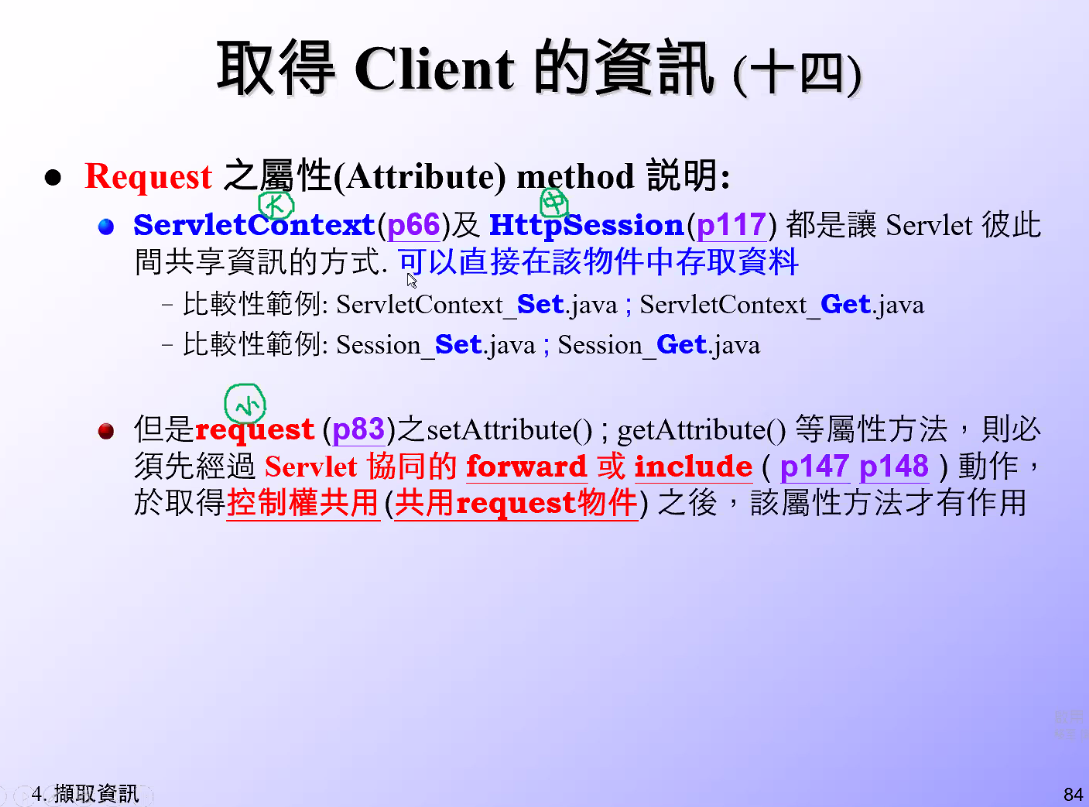 取得 Client 的資訊 (十四)
● Request 之屬性(Attribute) method 説明:
大
中
ServletContext(p66)及 HttpSession(p117) 都是讓 Servlet 彼此
間共享資訊的方式. 可以直接在該物件中存取資料
－比較性範例: ServletContext_Set.java ; ServletContext_Get.java
－比較性範例: Session_Set.java ; Session_Get.java
小
但是request (p83)之setAttribute() ; getAttribute() 等屬性方法，則必
須先經過 Servlet 協同的 forward 或 include ( p147 p148 ) 動作，
於取得控制權共用(共用request物件) 之後，該屬性方法才有作用
4. 擷取資訊
84